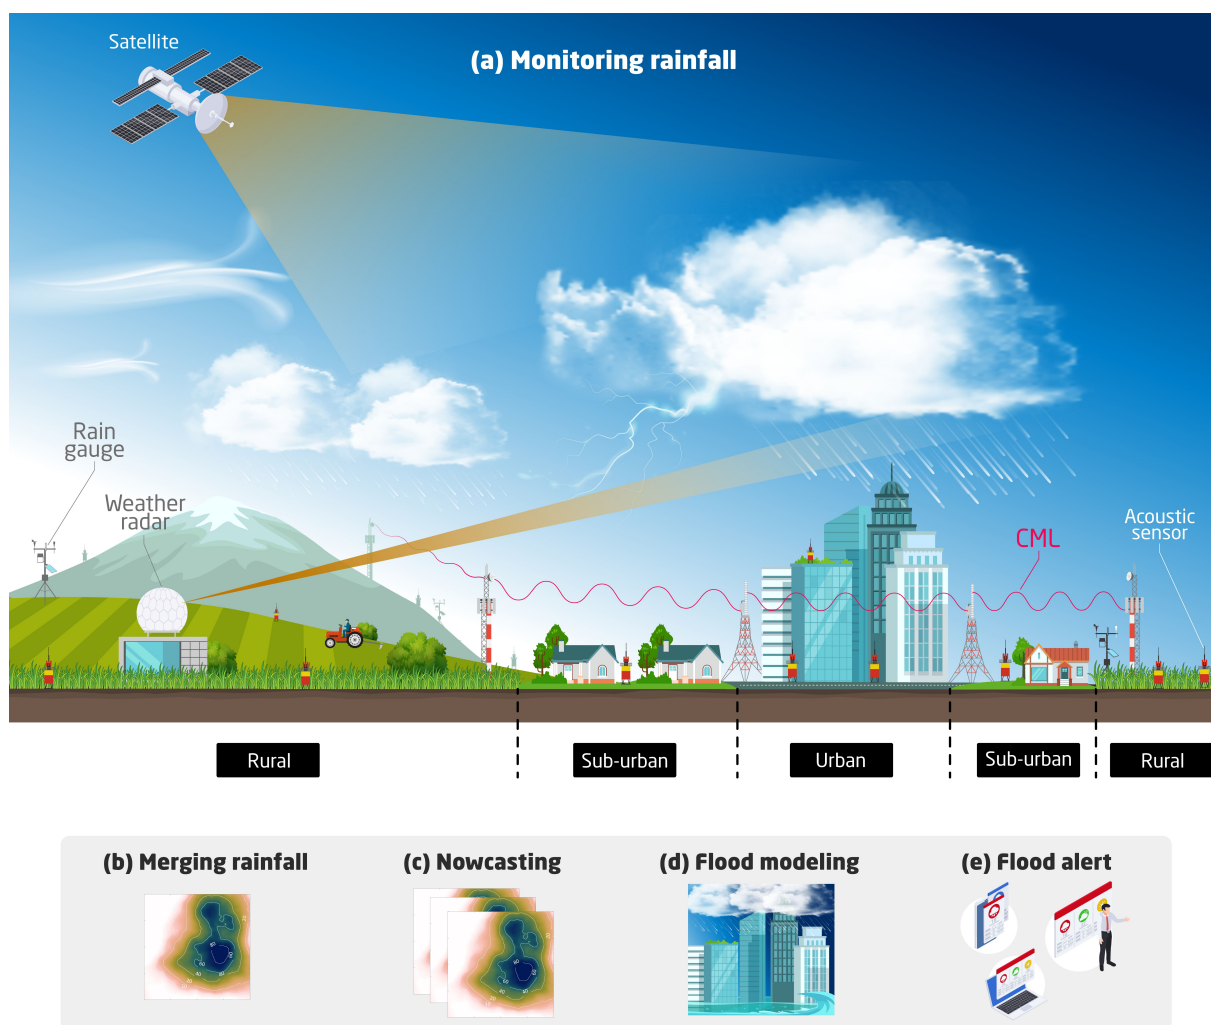 Satellite
(a) Monitoring rainfall
Rain
gauge
Weather
radar
CML
Acoustic
sensor
Rural
Sub-urban
Urban
Sub-urban
Rural
(b) Merging rainfall
(c) Nowcasting
(d) Flood modeling
(e) Flood alert